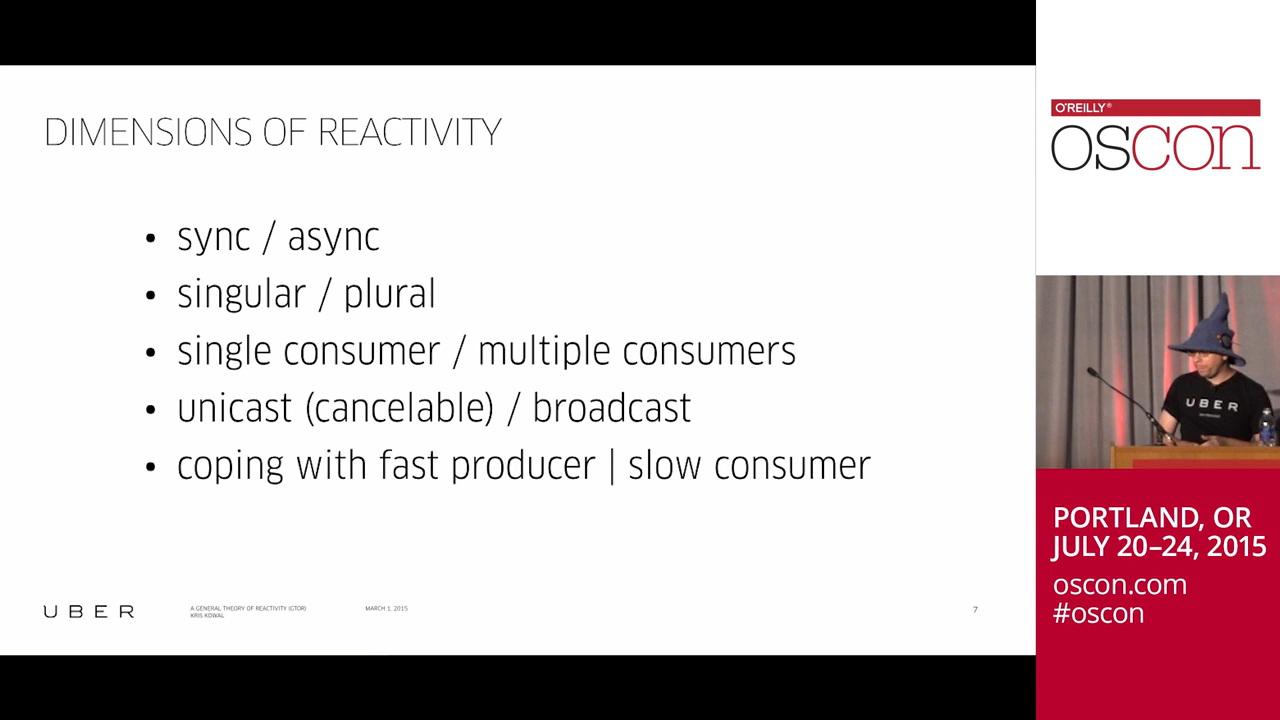 DIMENSIONS OF REACTIVITY
• sync / async
• singular / plural
• single consumer / multiple consumers
• unicast (cancelable) / broadcast
• coping with fast producer | slow consumer
UBER
A GENERAL THEORY OF REACTIVITY (GTOR)
KRIS KOWAL
MARCH 1, 2015
7
O'REILLY®
oscon
UBER
PORTLAND, OR
JULY 20–24, 2015
oscon.com
#oscon